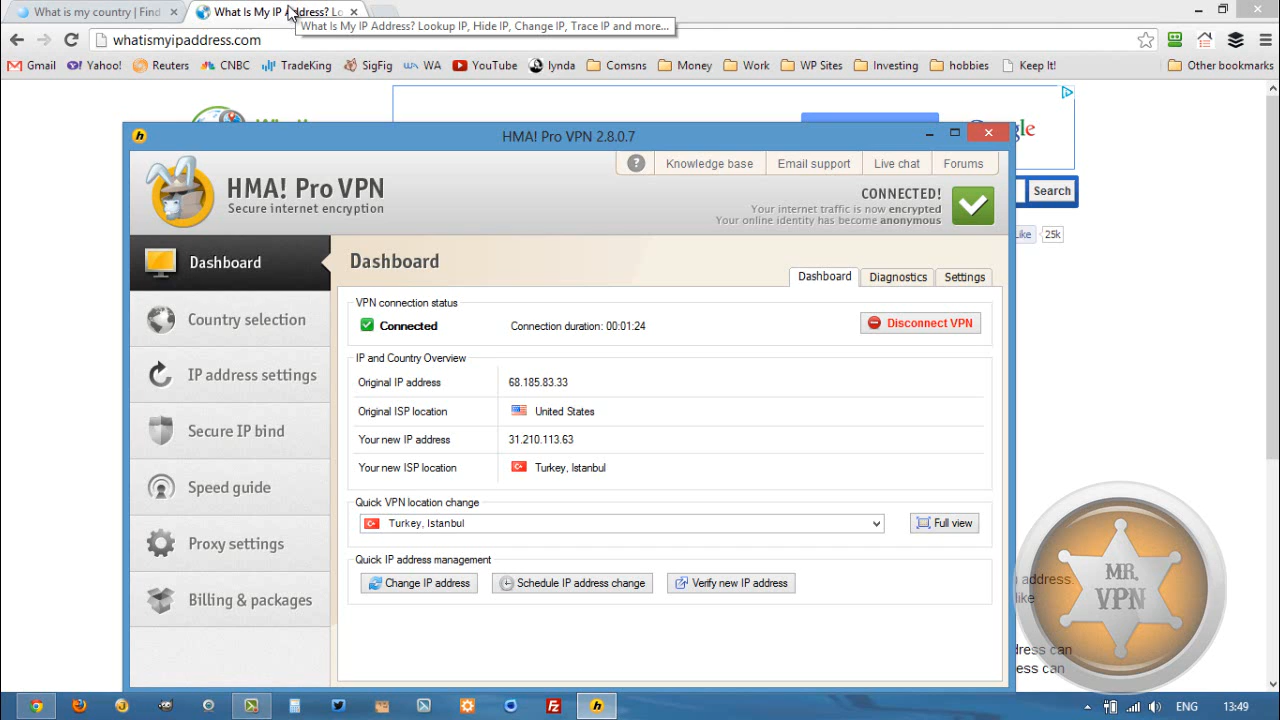 What is my country | Find
What Is My IP Address? Lo
What Is My IP Address? Lookup IP, Hide IP, Change IP, Trace IP and more...
whatismyipaddress.com
Gmail Yahoo! Reuters CNBC TradeKing SigFig WA YouTube lynda Comsns Money Work WP Sites Investing hobbies Keep It! Other bookmarks
HMA! Pro VPN 2.8.0.7
? Knowledge base Email support Live chat Forums
HMA! Pro VPN
Secure internet encryption
CONNECTED!
Your internet traffic is now encrypted
Your online identity has become anonymous
Search
Like 25k
Dashboard
Country selection
IP address settings
Secure IP bind
Speed guide
Proxy settings
Billing & packages
Dashboard
Dashboard Diagnostics Settings
VPN connection status
Connected Connection duration: 00:01:24 Disconnect VPN
IP and Country Overview
Original IP address 68.185.83.33
Original ISP location United States
Your new IP address 31.210.113.63
Your new ISP location Turkey, Istanbul
Quick VPN location change
Turkey, Istanbul Full view
Quick IP address management
Change IP address Schedule IP address change Verify new IP address
MR.
VPN
address.
like
dress can
ess can
ENG 13:49